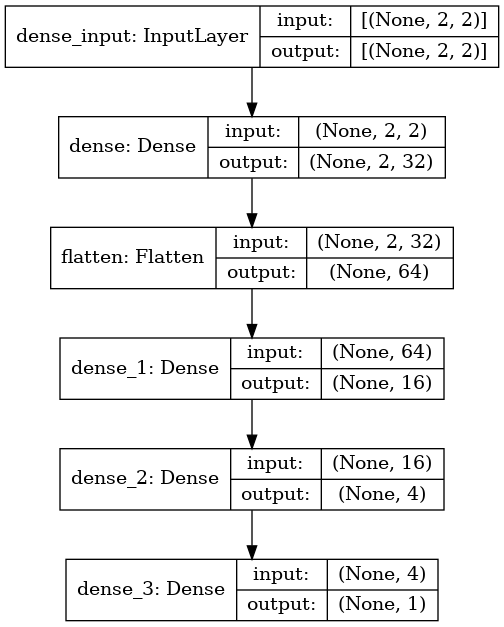 dense_input: InputLayer
input: [(None, 2, 2)]
output: [(None, 2, 2)]
dense: Dense
input: (None, 2, 2)
output: (None, 2, 32)
flatten: Flatten
input: (None, 2, 32)
output: (None, 64)
dense_1: Dense
input: (None, 64)
output: (None, 16)
dense_2: Dense
input: (None, 16)
output: (None, 4)
dense_3: Dense
input: (None, 4)
output: (None, 1)